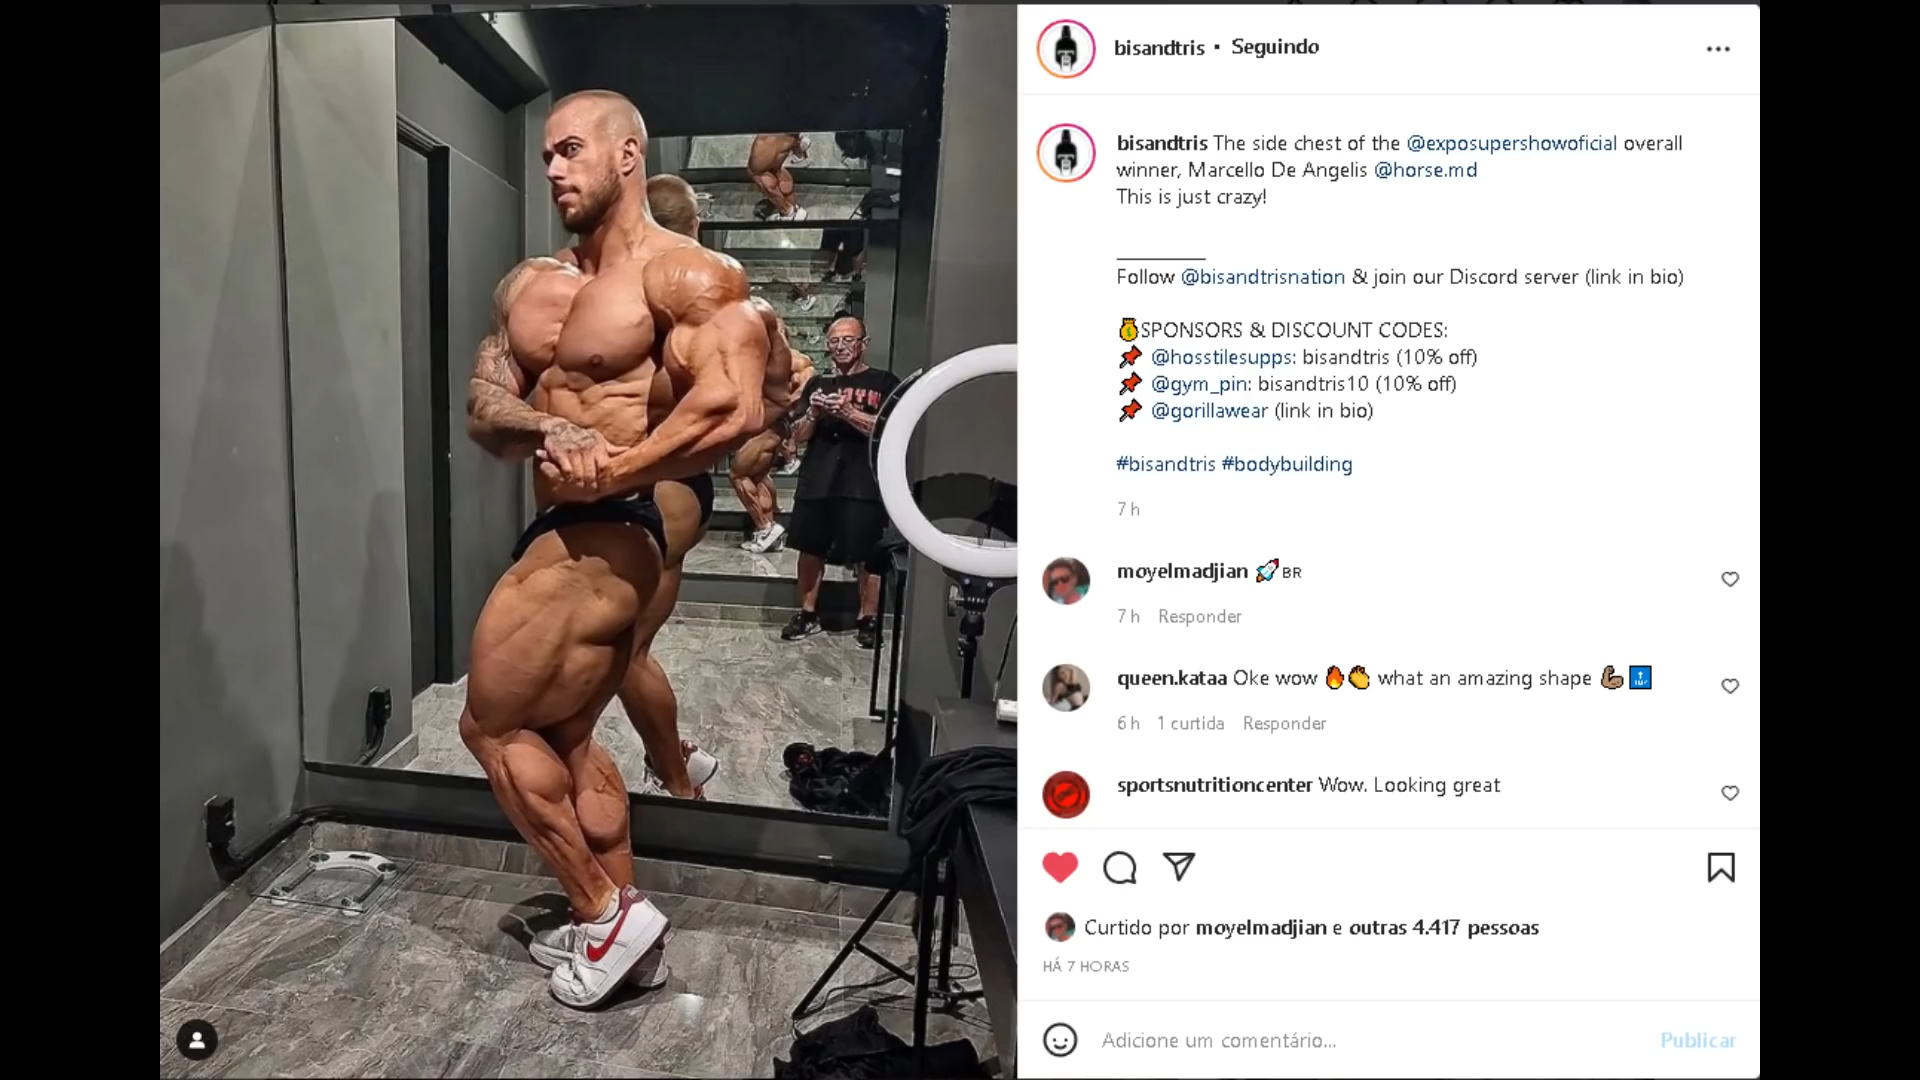 bisandtris • Seguindo
bisandtris The side chest of the @exposupershowoficial overall
winner, Marcello De Angelis @horse.md
This is just crazy!
__________
Follow @bisandtrisnation & join our Discord server (link in bio)
💰SPONSORS & DISCOUNT CODES:
📌 @hosstilesupps: bisandtris (10% off)
📌 @gym_pin: bisandtris10 (10% off)
📌 @gorillawear (link in bio)
#bisandtris #bodybuilding
7 h
moyelmadjian 🚀 BR
7 h Responder
queen.kataa Oke wow 🔥👏 what an amazing shape 💪🏽🔝
6 h 1 curtida Responder
sportsnutritioncenter Wow. Looking great
Curtido por moyelmadjian e outras 4.417 pessoas
HÁ 7 HORAS
Adicione um comentário...
Publicar